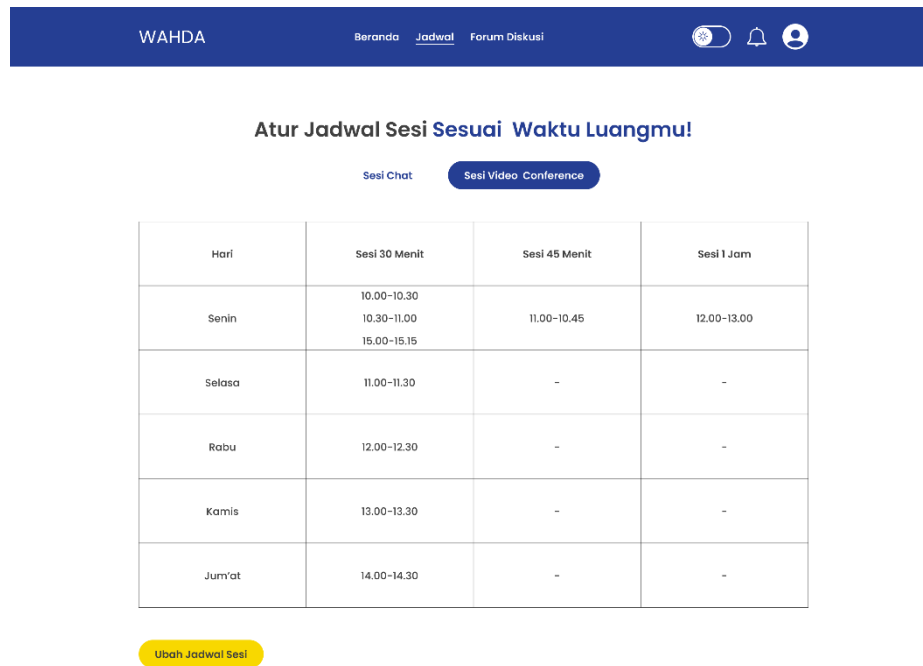 WAHDA Beranda Jadwal Forum Diskusi
Atur Jadwal Sesi Sesuai Waktu Luangmu!
Sesi Chat Sesi Video Conference
Hari Sesi 30 Menit Sesi 45 Menit Sesi 1 Jam
10.00-10.30
Senin 10.30-11.00 11.00-10.45 12.00-13.00
15.00-15.15
Selasa 11.00-11.30 - -
Rabu 12.00-12.30 - -
Kamis 13.00-13.30 - -
Jum'at 14.00-14.30 - -
Ubah Jadwal Sesi